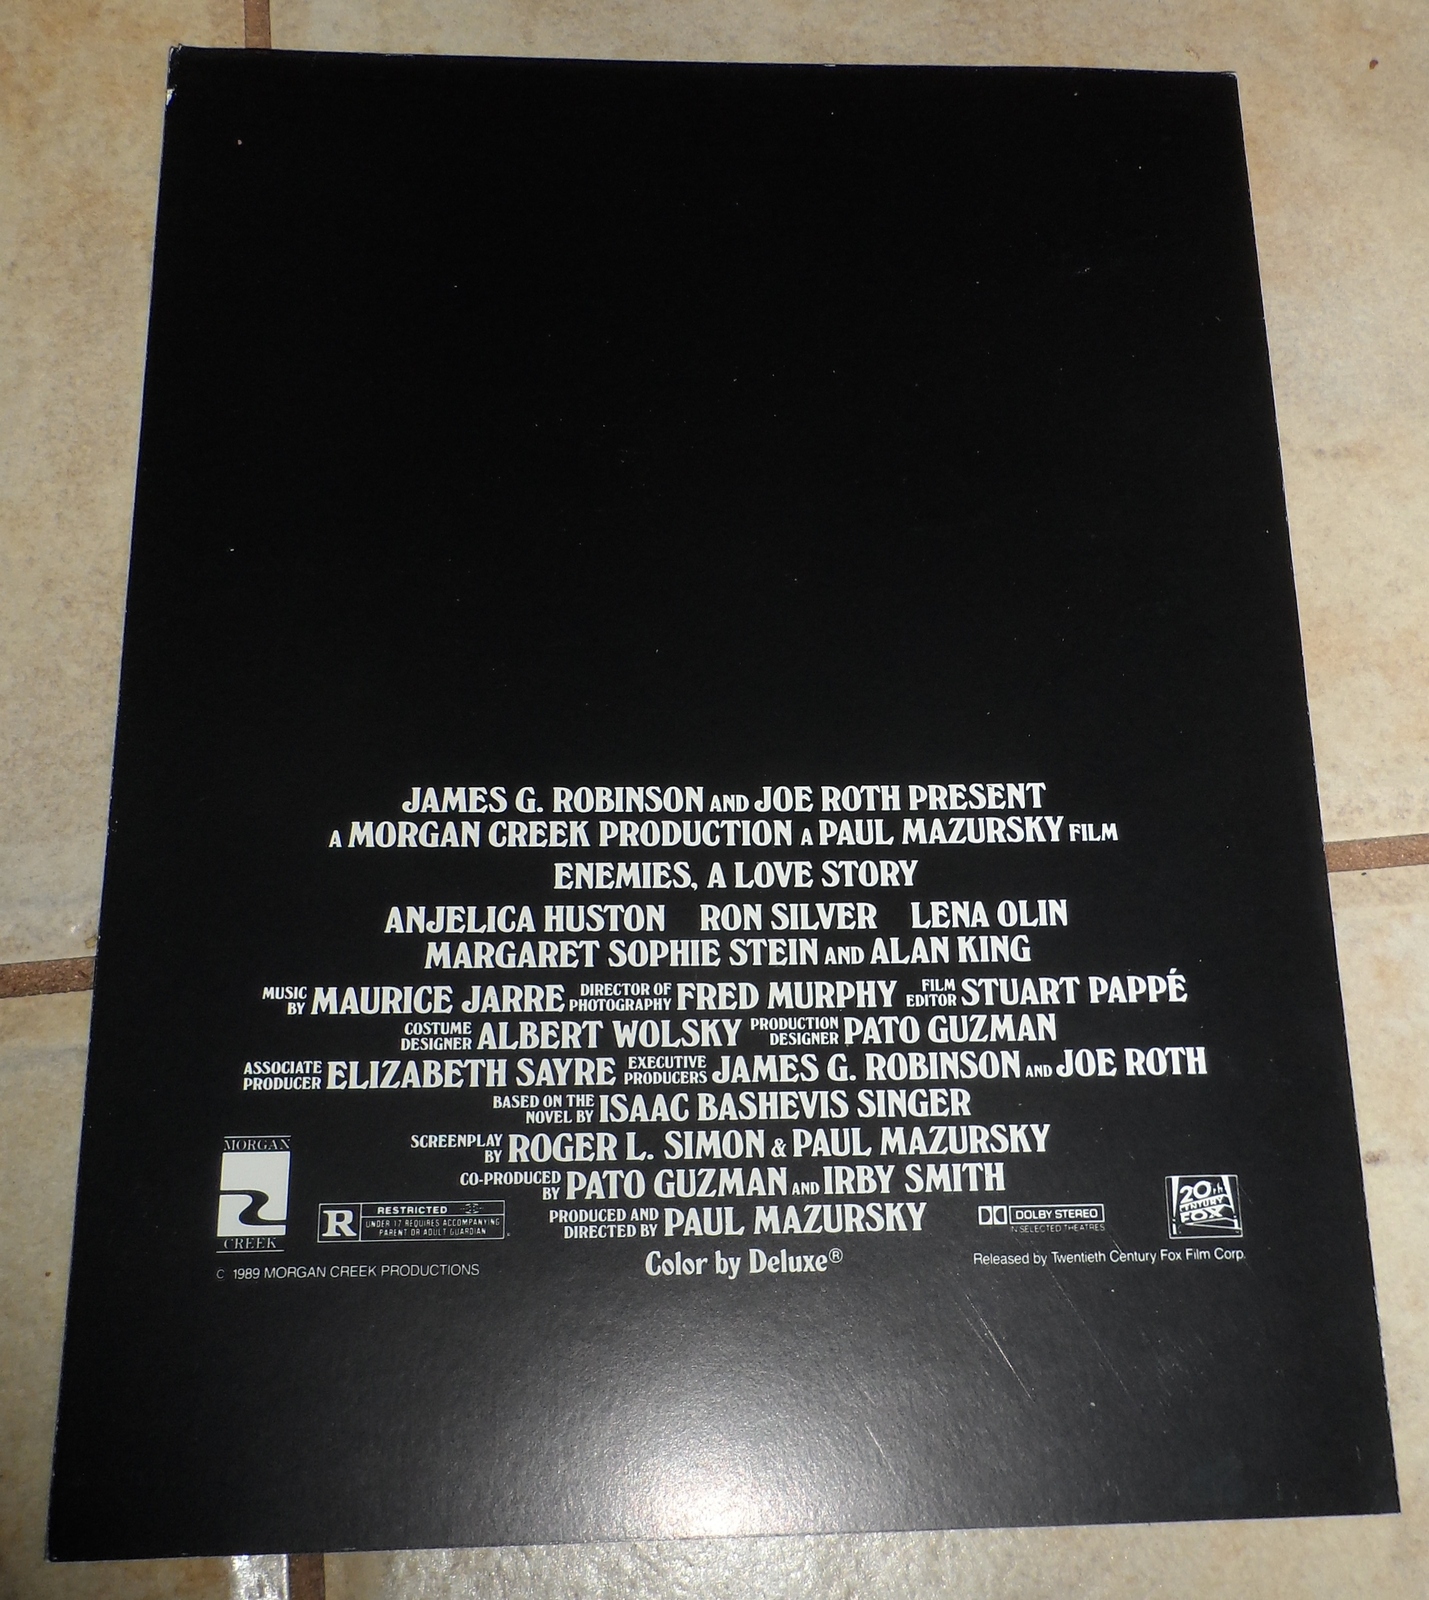 JAMES G. ROBINSON AND JOE ROTH PRESENT
A MORGAN CREEK PRODUCTION A PAUL MAZURSKY FILM
ENEMIES, A LOVE STORY
ANJELICA HUSTON RON SILVER LENA OLIN
MARGARET SOPHIE STEIN AND ALAN KING
MUSIC BY MAURICE JARRE DIRECTOR OF PHOTOGRAPHY FRED MURPHY FILM EDITOR STUART PAPPÉ
COSTUME DESIGNER ALBERT WOLSKY PRODUCTION DESIGNER PATO GUZMAN
ASSOCIATE PRODUCER ELIZABETH SAYRE EXECUTIVE PRODUCERS JAMES G. ROBINSON AND JOE ROTH
BASED ON THE NOVEL BY ISAAC BASHEVIS SINGER
SCREENPLAY BY ROGER L. SIMON & PAUL MAZURSKY
CO-PRODUCED BY PATO GUZMAN AND IRBY SMITH
PRODUCED AND DIRECTED BY PAUL MAZURSKY
Color by Deluxe®
MORGAN
CREEK
© 1989 MORGAN CREEK PRODUCTIONS
R RESTRICTED
UNDER 17 REQUIRES ACCOMPANYING
PARENT OR ADULT GUARDIAN
DOLBY STEREO
IN SELECTED THEATRES
20th
CENTURY
FOX
Released by Twentieth Century Fox Film Corp.